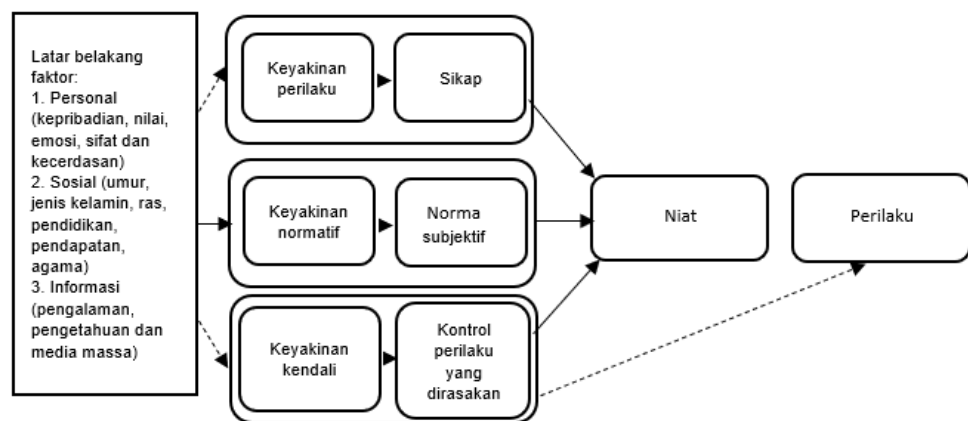 Latar belakang
faktor:
1. Personal
(kepribadian, nilai,
emosi, sifat dan
kecerdasan)
2. Sosial (umur,
jenis kelamin, ras,
pendidikan,
pendapatan,
agama)
3. Informasi
(pengalaman,
pengetahuan dan
media massa)
Keyakinan
perilaku
Sikap
Keyakinan
normatif
Norma
subjektif
Keyakinan
kendali
Kontrol
perilaku
yang
dirasakan
Niat
Perilaku